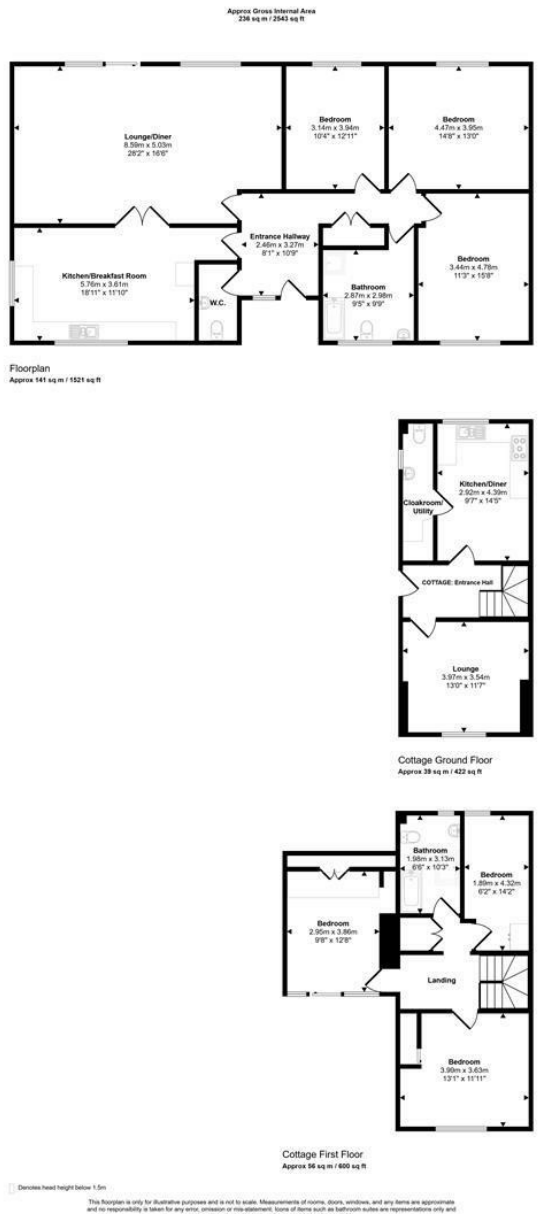 Approx Gross Internal Area
236 sq m / 2543 sq ft
Lounge/Diner
8.59m x 5.03m
28'2" x 16'6"
Bedroom
3.14m x 3.94m
10'4" x 12'11"
Bedroom
4.47m x 3.95m
14'8" x 13'0"
Entrance Hallway
2.46m x 3.27m
8'1" x 10'9"
Bedroom
3.44m x 4.78m
11'3" x 15'8"
Kitchen/Breakfast Room
5.76m x 3.61m
18'11" x 11'10"
W.C.
Bathroom
2.87m x 2.98m
9'5" x 9'9"
Floorplan
Approx 141 sq m / 1521 sq ft
Kitchen/Diner
2.92m x 4.39m
9'7" x 14'5"
Cloakroom/
Utility
COTTAGE: Entrance Hall
Lounge
3.97m x 3.54m
13'0" x 11'7"
Cottage Ground Floor
Approx 39 sq m / 422 sq ft
Bathroom
1.98m x 3.13m
6'6" x 10'3"
Bedroom
1.89m x 4.32m
6'2" x 14'2"
Bedroom
2.95m x 3.86m
9'8" x 12'8"
Landing
Bedroom
3.99m x 3.63m
13'1" x 11'11"
Cottage First Floor
Approx 56 sq m / 600 sq ft
Denotes head height below 1.5m
This floorplan is only for illustrative purposes and is not to scale. Measurements of rooms, doors, windows, and any items are approximate
and no responsibility is taken for any error, omission or mis-statement. Icons of items such as bathroom suites are representations only and